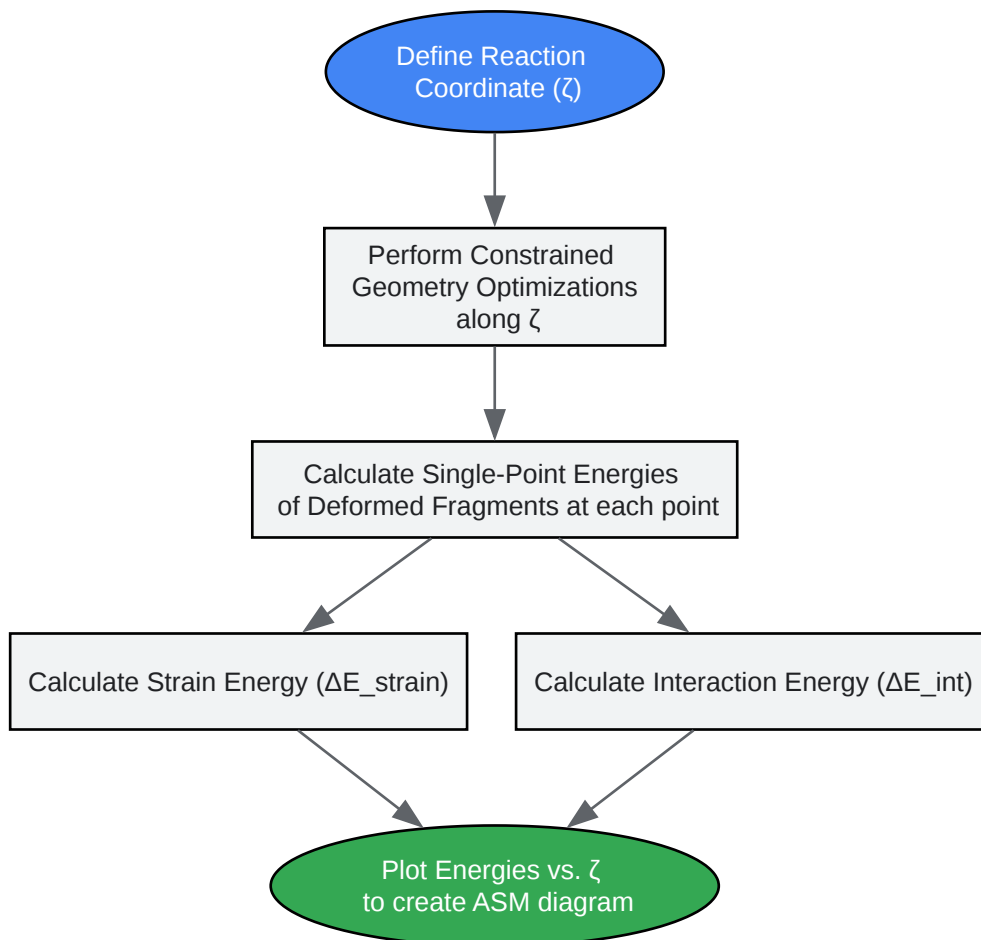 Define Reaction
Coordinate (ζ)
Perform Constrained
Geometry Optimizations
along ζ
Calculate Single-Point Energies
of Deformed Fragments at each point
Calculate Strain Energy (ΔE_strain)
Calculate Interaction Energy (ΔE_int)
Plot Energies vs. ζ
to create ASM diagram